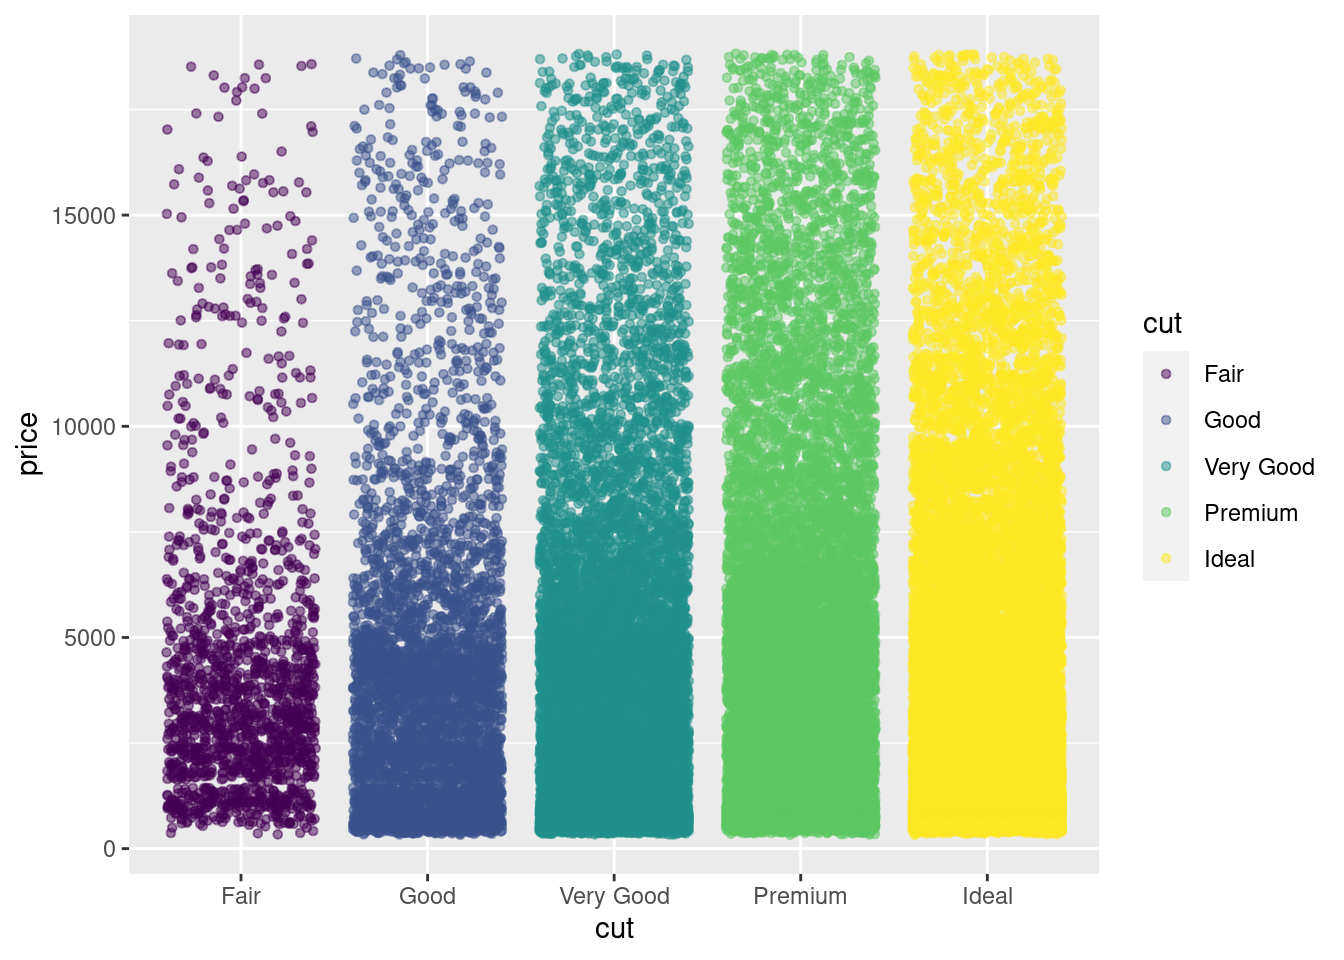 15000
10000
5000
0
price
Fair
Good
Very Good
Premium
Ideal
cut
cut
Fair
Good
Very Good
Premium
Ideal